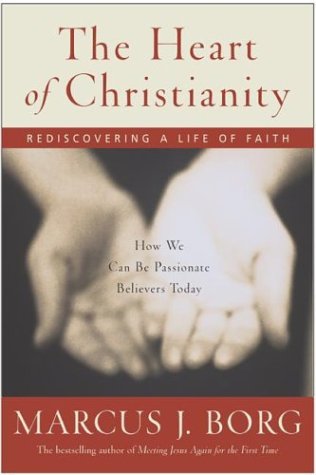 The Heart
of Christianity
REDISCOVERING A LIFE OF FAITH
How We
Can Be Passionate
Believers Today
MARCUS J. BORG
The bestselling author of Meeting Jesus Again for the First Time